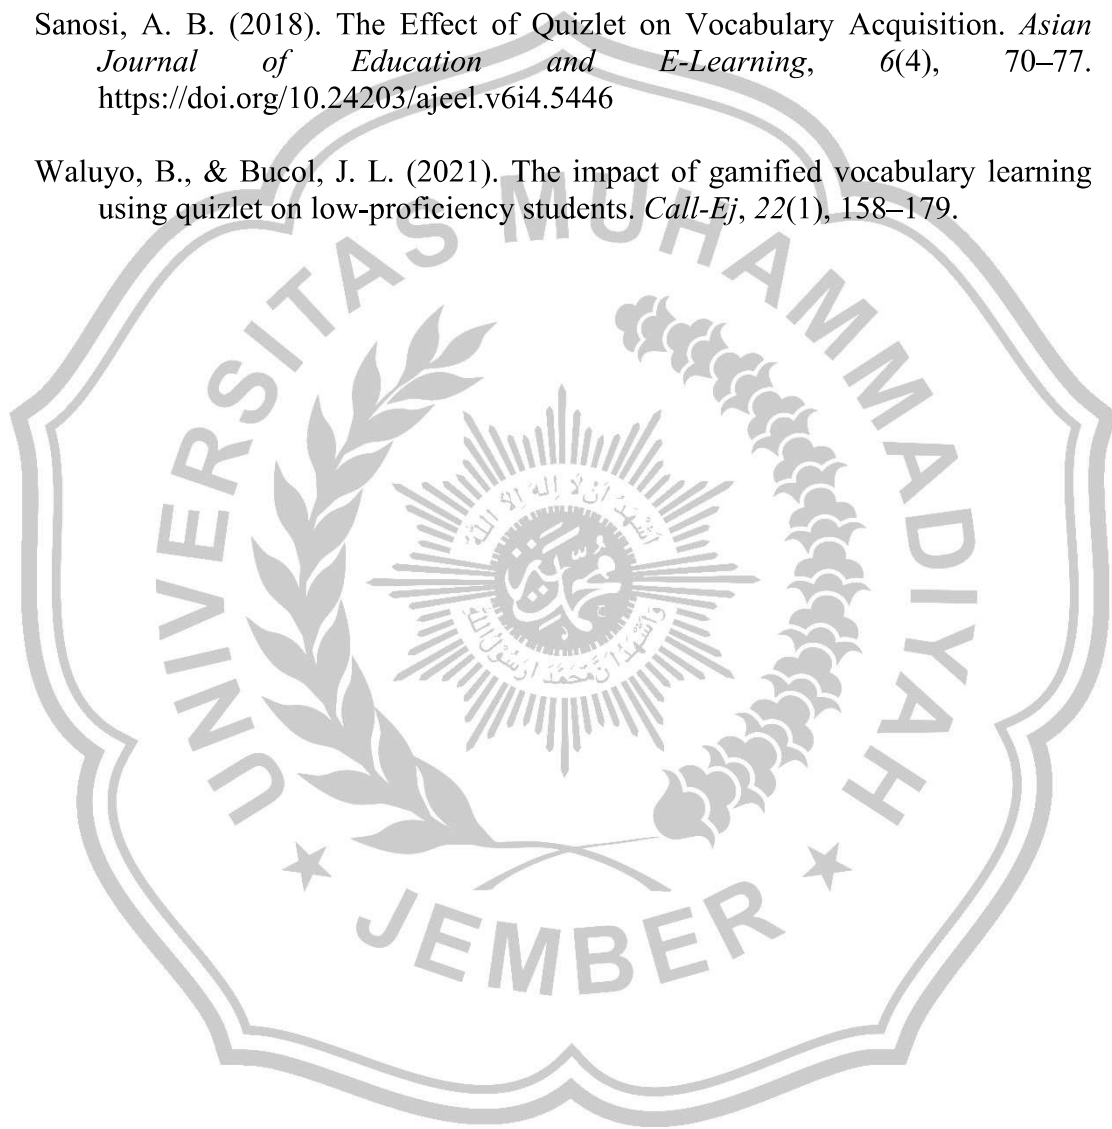 Sanosi, A. B. (2018). The Effect of Quizlet on Vocabulary Acquisition. Asian
Journal of Education and E-Learning, 6(4), 70–77.
https://doi.org/10.24203/ajeel.v6i4.5446
Waluyo, B., & Bucol, J. L. (2021). The impact of gamified vocabulary learning
using quizlet on low-proficiency students. Call-Ej, 22(1), 158–179.
UNIVERSITAS MUHAMMADIYAH
اَشْهَدُ اَنْ لَا اِلٰهَ اِلَّا اللّٰهُ
مُحَمَّدِيَّة
وَاَشْهَدُ اَنَّ مُحَمَّدًا رَسُوْلُ اللّٰهِ
JEMBER